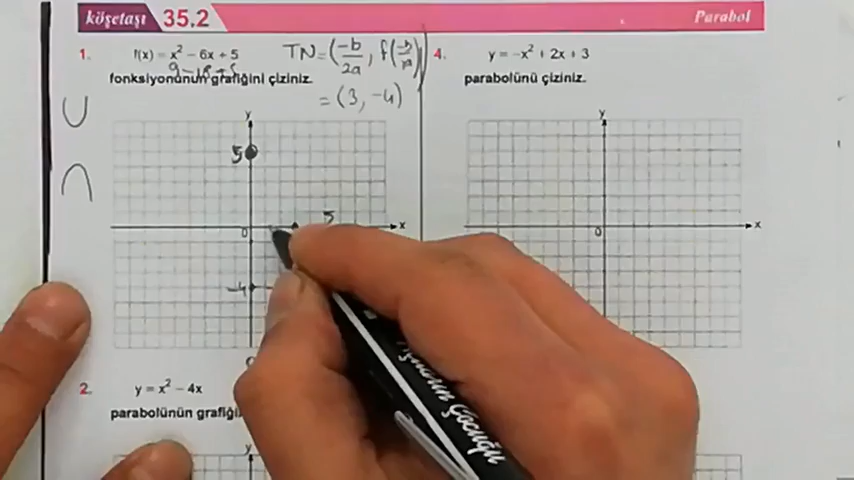 köşetaşı 35.2 Parabol
1. f(x) = x² – 6x + 5
TN = (-b/2a, f(-b/2a))
9 - 18 + 5
fonksiyonunun grafiğini çiziniz.
= (3, -4)
y
5
5
0
x
-4
2. y = x² – 4x
parabolünün grafiği
y
4. y = –x² + 2x + 3
parabolünü çiziniz.
y
0
x
y
Çocuğu